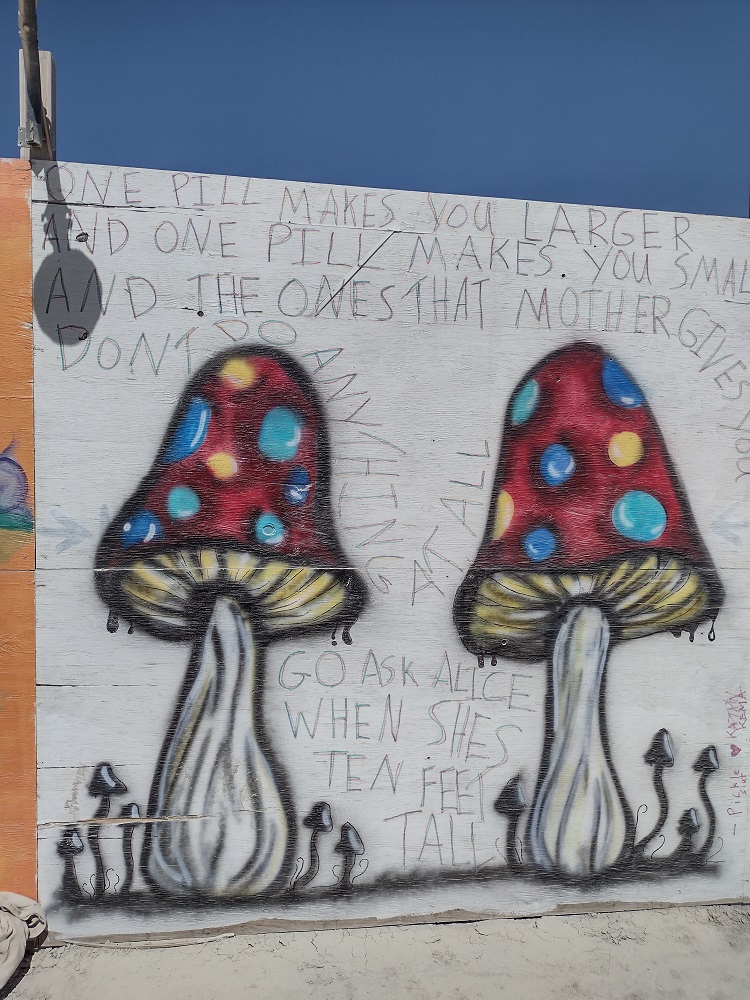 ONE PILL MAKES YOU LARGER
AND ONE PILL MAKES YOU SMAL
AND THE ONES THAT MOTHER GIVES YOU
DONT DO ANYTHING
AT ALL
GO ASK ALICE
WHEN SHES
TEN FEET
TALL
— Pickle ♥